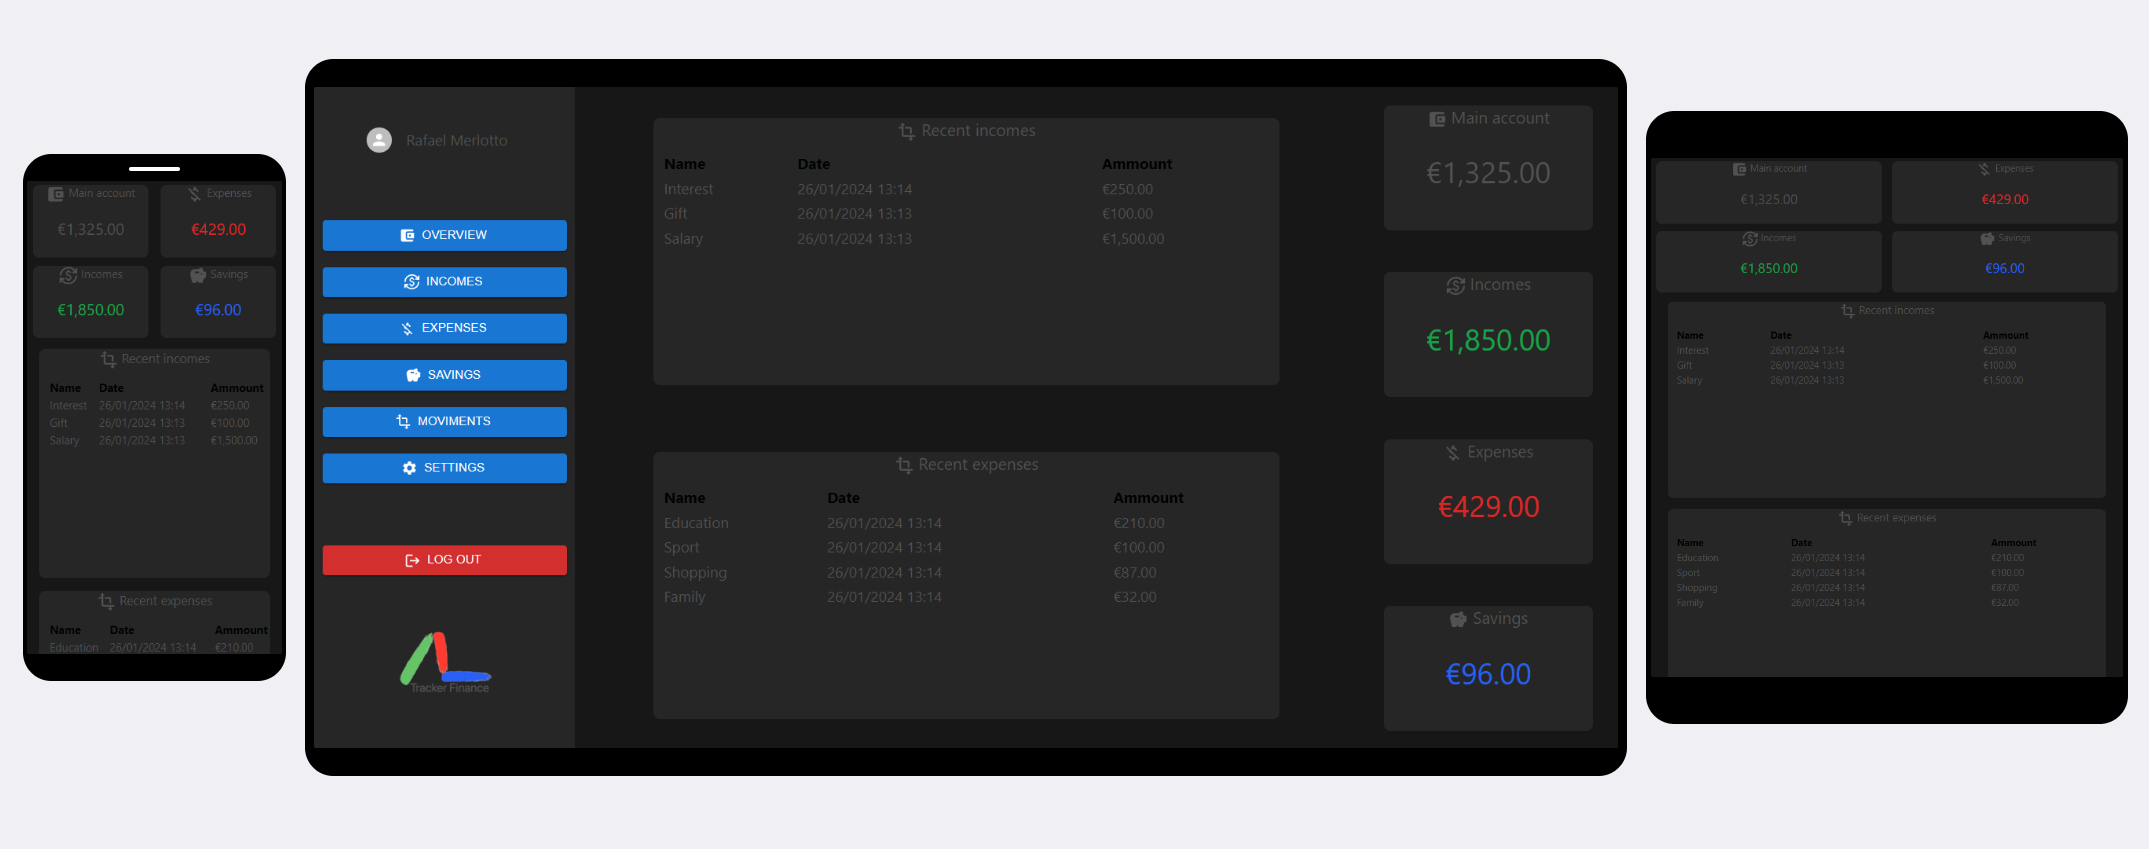 Main account
Expenses
€1,325.00
€429.00
Incomes
Savings
€1,850.00
€96.00
Recent incomes
Name Date Ammount
Interest 26/01/2024 13:14 €250.00
Gift 26/01/2024 13:13 €100.00
Salary 26/01/2024 13:13 €1,500.00
Recent expenses
Name Date Ammount
Education 26/01/2024 13:14 €210.00
Rafael Merlotto
OVERVIEW
INCOMES
EXPENSES
SAVINGS
MOVIMENTS
SETTINGS
LOG OUT
Tracker Finance
Recent incomes
Name Date Ammount
Interest 26/01/2024 13:14 €250.00
Gift 26/01/2024 13:13 €100.00
Salary 26/01/2024 13:13 €1,500.00
Recent expenses
Name Date Ammount
Education 26/01/2024 13:14 €210.00
Sport 26/01/2024 13:14 €100.00
Shopping 26/01/2024 13:14 €87.00
Family 26/01/2024 13:14 €32.00
Main account
€1,325.00
Incomes
€1,850.00
Expenses
€429.00
Savings
€96.00
Main account
Expenses
€1,325.00
€429.00
Incomes
Savings
€1,850.00
€96.00
Recent incomes
Name Date Ammount
Interest 26/01/2024 13:14 €250.00
Gift 26/01/2024 13:13 €100.00
Salary 26/01/2024 13:13 €1,500.00
Recent expenses
Name Date Ammount
Education 26/01/2024 13:14 €210.00
Sport 26/01/2024 13:14 €100.00
Shopping 26/01/2024 13:14 €87.00
Family 26/01/2024 13:14 €32.00